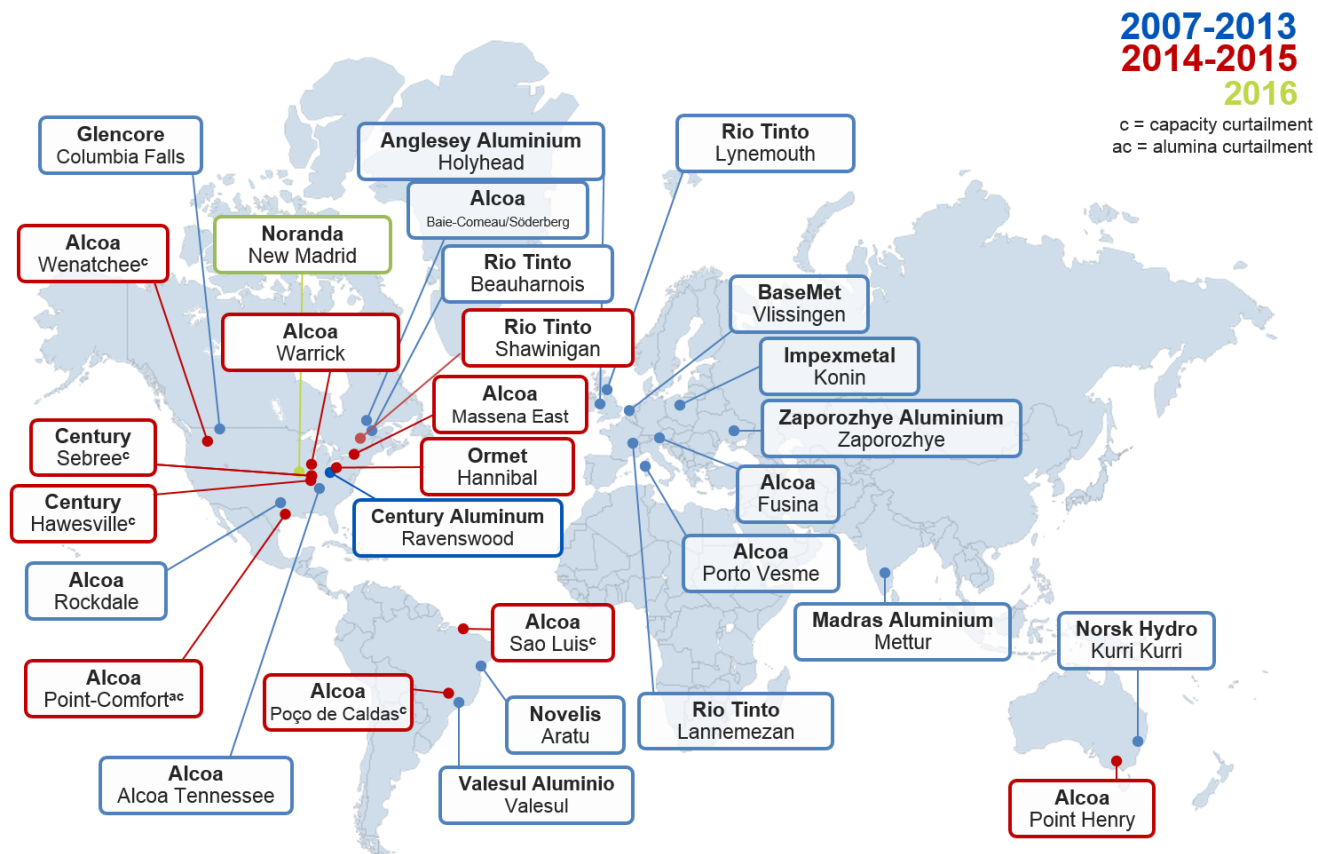 2007-2013
2014-2015
2016
c = capacity curtailment
ac = alumina curtailment
Glencore
Columbia Falls
Anglesey Aluminium
Holyhead
Rio Tinto
Lynemouth
Alcoa
Baie-Comeau/Söderberg
Alcoa
Wenatcheeᶜ
Noranda
New Madrid
Rio Tinto
Beauharnois
BaseMet
Vlissingen
Alcoa
Warrick
Rio Tinto
Shawinigan
Impexmetal
Konin
Alcoa
Massena East
Zaporozhye Aluminium
Zaporozhye
Century
Sebreeᶜ
Ormet
Hannibal
Alcoa
Fusina
Century
Hawesvilleᶜ
Century Aluminum
Ravenswood
Alcoa
Porto Vesme
Alcoa
Rockdale
Alcoa
Sao Luisᶜ
Madras Aluminium
Mettur
Norsk Hydro
Kurri Kurri
Alcoa
Point-Comfortᵃᶜ
Alcoa
Poço de Caldasᶜ
Novelis
Aratu
Rio Tinto
Lannemezan
Alcoa
Alcoa Tennessee
Valesul Aluminio
Valesul
Alcoa
Point Henry